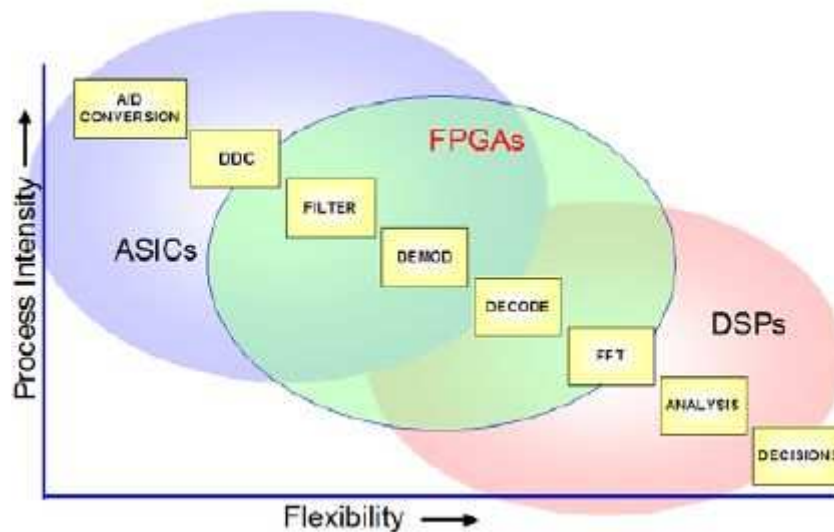 A/D
CONVERSION
DDC
FPGAs
FILTER
ASICs
DEMOD
DECODE
DSPs
FFT
ANALYSIS
DECISIONS
Process Intensity
Flexibility